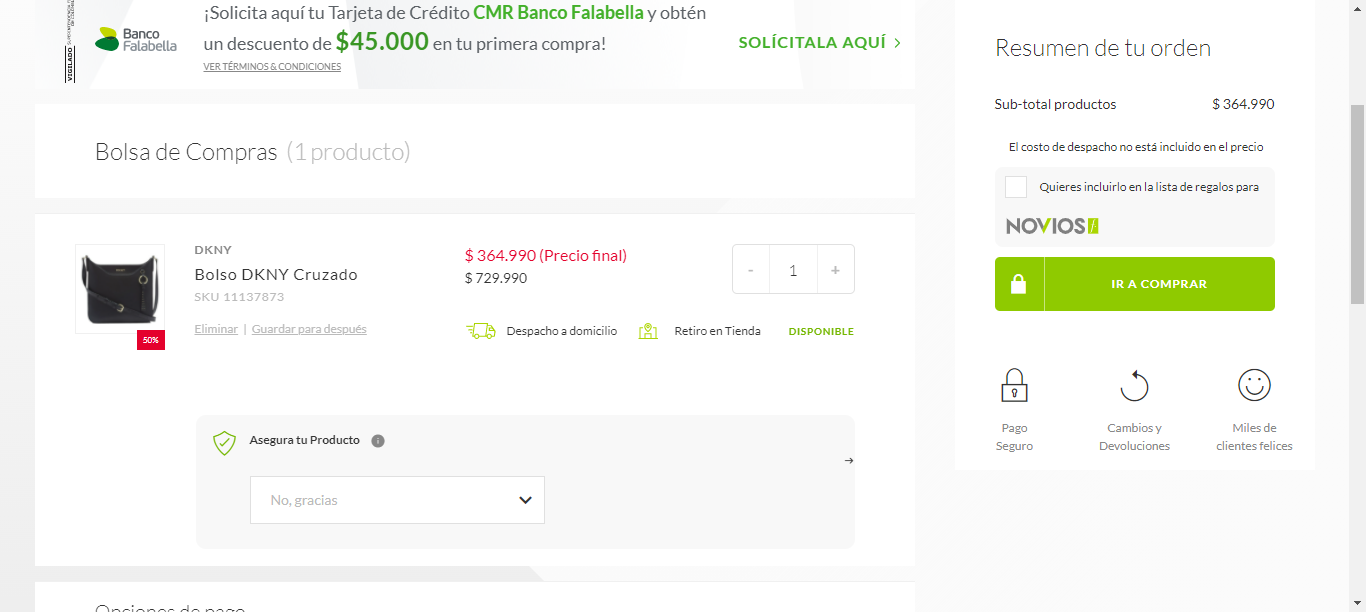 ¡Solicita aquí tu Tarjeta de Crédito CMR Banco Falabella y obtén
un descuento de $45.000 en tu primera compra!
VER TÉRMINOS & CONDICIONES
VIGILADO
Banco
Falabella
SOLÍCITALA AQUÍ >
Bolsa de Compras (1 producto)
DKNY
Bolso DKNY Cruzado
SKU 11137873
Eliminar | Guardar para después
50%
$ 364.990 (Precio final)
$ 729.990
- 1 +
Despacho a domicilio
Retiro en Tienda
DISPONIBLE
Asegura tu Producto i
No, gracias
Opciones de pago
Resumen de tu orden
Sub-total productos $ 364.990
El costo de despacho no está incluido en el precio
Quieres incluirlo en la lista de regalos para
NOVIOS
IR A COMPRAR
Pago
Seguro
Cambios y
Devoluciones
Miles de
clientes felices